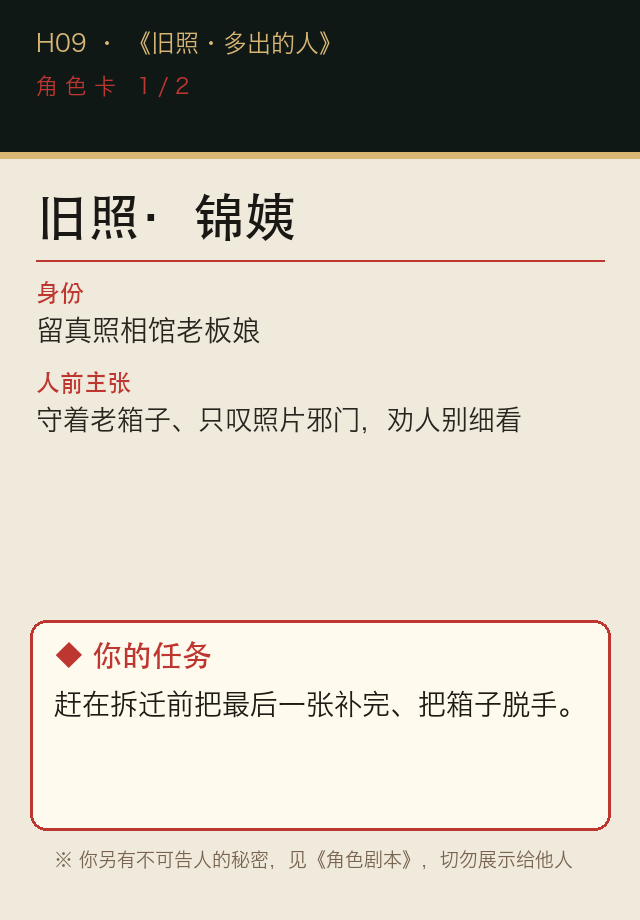 H09 · 《旧照·多出的人》
角色卡 1/2
旧照· 锦姨
身份
留真照相馆老板娘
人前主张
守着老箱子、只叹照片邪门，劝人别细看
◆ 你的任务
赶在拆迁前把最后一张补完、把箱子脱手。
※ 你另有不可告人的秘密，见《角色剧本》，切勿展示给他人